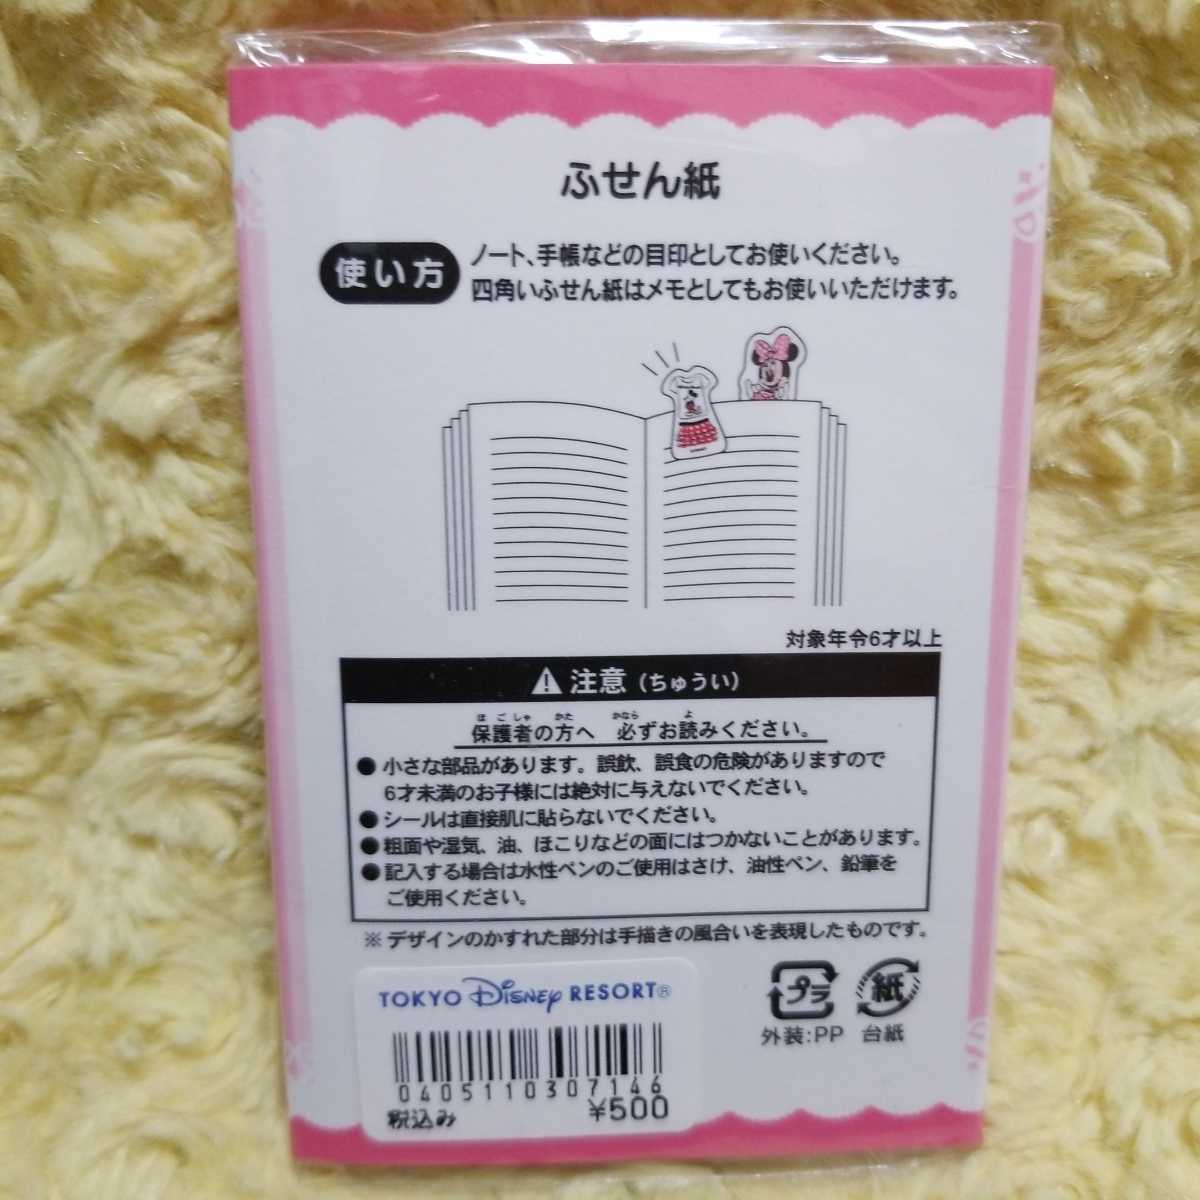 ふせん紙
使い方
ノート、手帳などの目印としてお使いください。
四角いふせん紙はメモとしてもお使いいただけます。
対象年令6才以上
注意（ちゅうい）
ほごしゃ かた かなら よ
保護者の方へ 必ずお読みください。
● 小さな部品があります。誤飲、誤食の危険がありますので
6才未満のお子様には絶対に与えないでください。
● シールは直接肌に貼らないでください。
● 粗面や湿気、油、ほこりなどの面にはつかないことがあります。
● 記入する場合は水性ペンのご使用はさけ、油性ペン、鉛筆を
ご使用ください。
※ デザインのかすれた部分は手描きの風合いを表現したものです。
TOKYO Disney RESORT®
0405110307146
税込み ¥500
プラ 紙
外装:PP 台紙